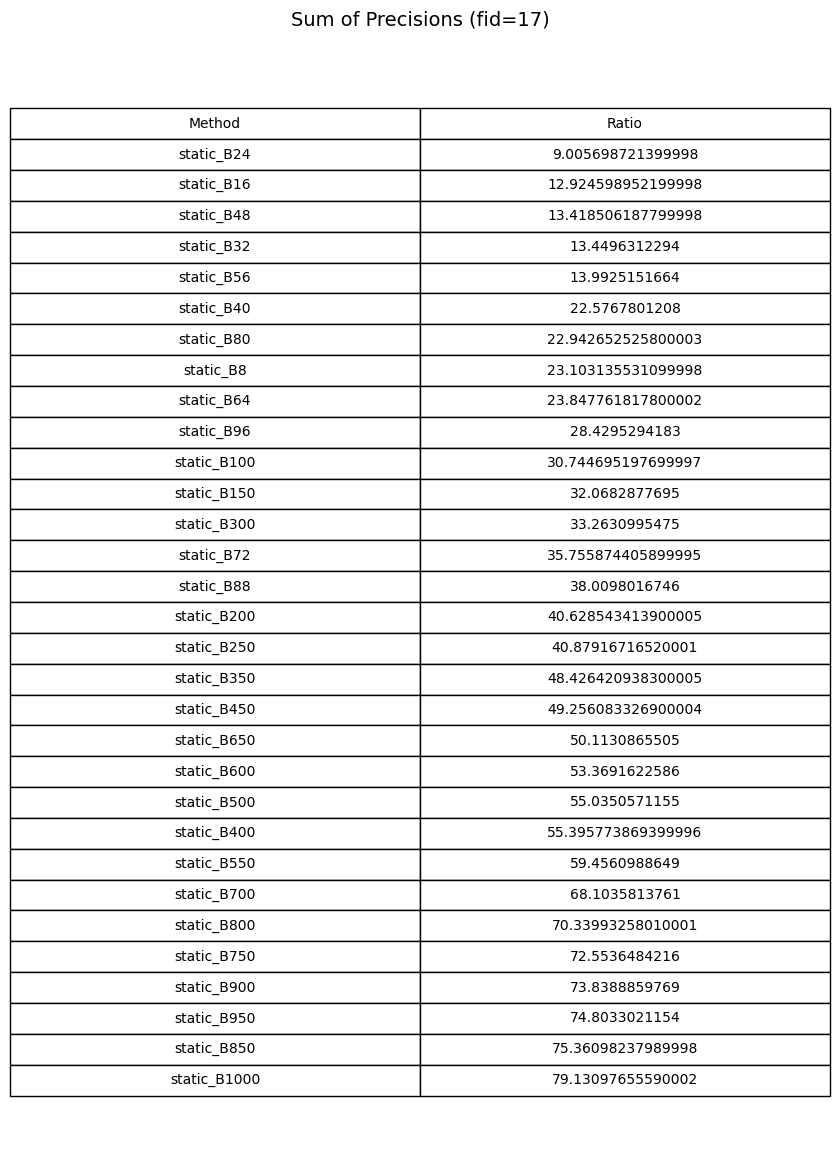 Sum of Precisions (fid=17)
Method Ratio
static_B24 9.005698721399998
static_B16 12.924598952199998
static_B48 13.418506187799998
static_B32 13.4496312294
static_B56 13.9925151664
static_B40 22.5767801208
static_B80 22.942652525800003
static_B8 23.103135531099998
static_B64 23.847761817800002
static_B96 28.4295294183
static_B100 30.744695197699997
static_B150 32.0682877695
static_B300 33.2630995475
static_B72 35.755874405899995
static_B88 38.0098016746
static_B200 40.628543413900005
static_B250 40.87916716520001
static_B350 48.426420938300005
static_B450 49.256083326900004
static_B650 50.1130865505
static_B600 53.3691622586
static_B500 55.0350571155
static_B400 55.395773869399996
static_B550 59.4560988649
static_B700 68.1035813761
static_B800 70.33993258010001
static_B750 72.5536484216
static_B900 73.8388859769
static_B950 74.8033021154
static_B850 75.36098237989998
static_B1000 79.13097655590002